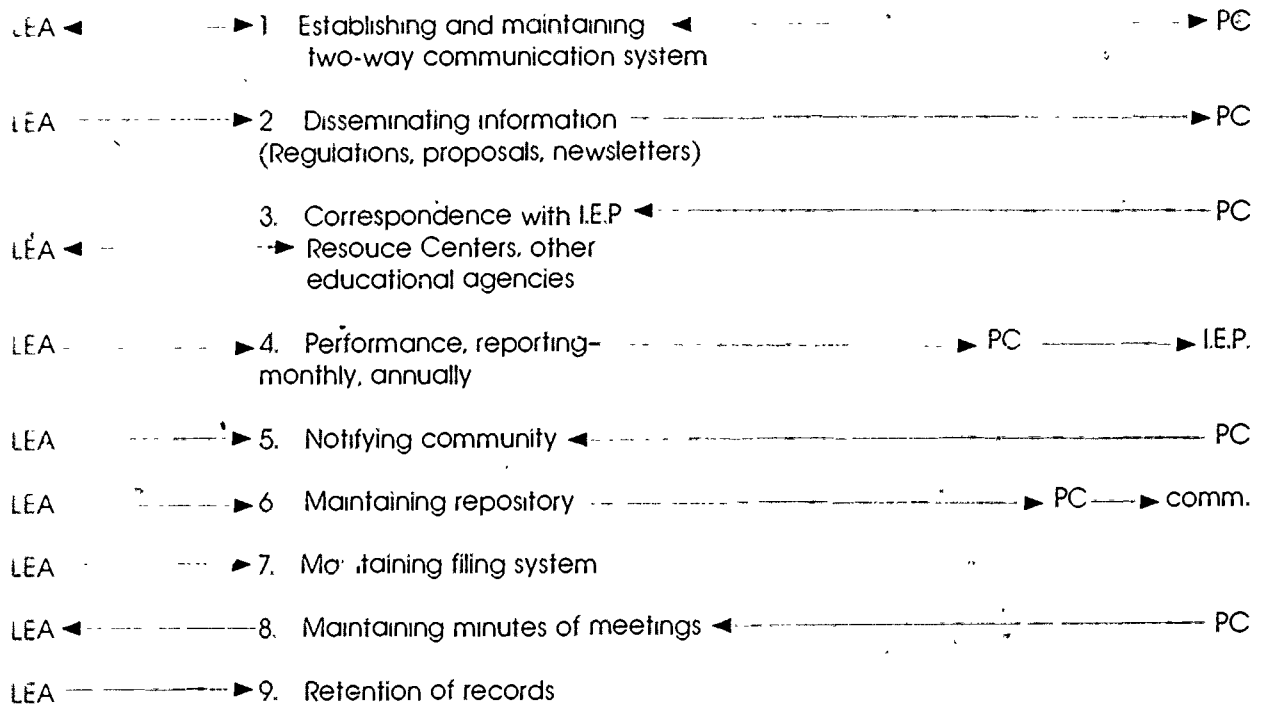 LEA 1 Establishing and maintaining PC
two-way communication system
LEA 2 Disseminating information PC
(Regulations, proposals, newsletters)
3. Correspondence with I.E.P PC
LEA Resouce Centers, other
educational agencies
LEA 4. Performance, reporting- PC I.E.P.
monthly, annually
LEA 5. Notifying community PC
LEA 6 Maintaining repository PC comm.
LEA 7. filing system
LEA 8. Maintaining minutes of meetings PC
LEA 9. Retention of records